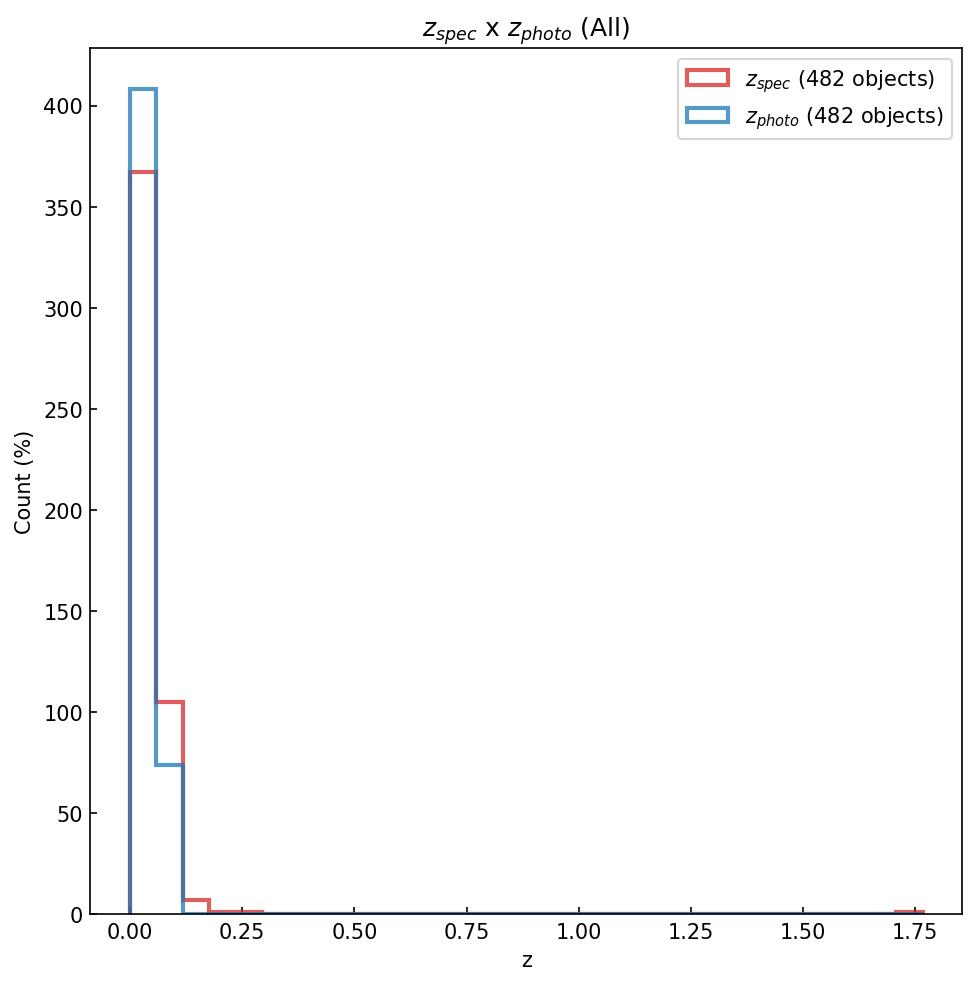 z_spec x z_photo (All)
z_spec (482 objects)
z_photo (482 objects)
Count (%)
400
350
300
250
200
150
100
50
0
0.00 0.25 0.50 0.75 1.00 1.25 1.50 1.75
z